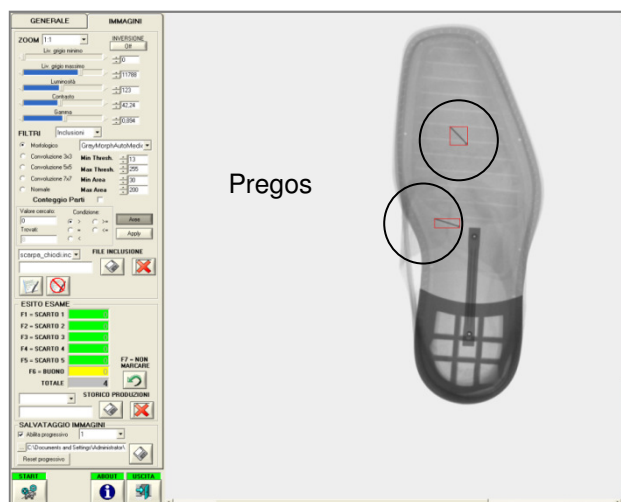 GENERALE IMMAGINI
ZOOM 1:1 INVERSIONE
Off
Liv. grigio minimo
0
Liv. grigio massimo
11788
Luminosità
123
Contrasto
42,24
Gamma
0,894
FILTRI Inclusioni
Morfologico GreyMorphAutoMedic
Convoluzione 3x3 Min Thresh. 13
Convoluzione 5x5 Max Thresh. 255
Convoluzione 7x7 Min Area 30
Normale Max Area 200
Conteggio Parti
Valore cercato: Condizione:
0 > >= Area
Trovati: = <= Apply
<
scarpa_chiodi.inc FILE INCLUSIONE
ESITO ESAME
F1 = SCARTO 1
F2 = SCARTO 2
F3 = SCARTO 3
F4 = SCARTO 4
F5 = SCARTO 5 F7 = NON MARCARE
F6 = BUONO 0
TOTALE 4
STORICO PRODUZIONI
SALVATAGGIO IMMAGINI
Abilita progressivo 1
... C:\Documents and Settings\Administrator\
Reset progressivo
START ABOUT USCITA
Pregos